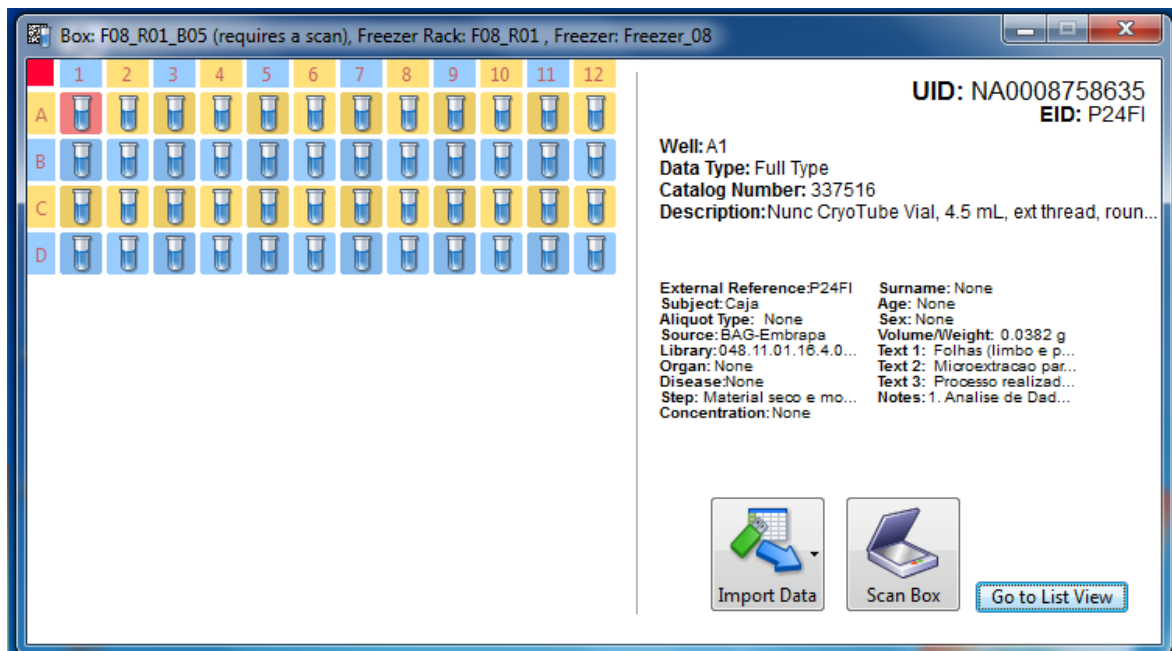 Box: F08_R01_B05 (requires a scan), Freezer Rack: F08_R01 , Freezer: Freezer_08
1 2 3 4 5 6 7 8 9 10 11 12
A
B
C
D
UID: NA0008758635
EID: P24FI
Well: A1
Data Type: Full Type
Catalog Number: 337516
Description:Nunc CryoTube Vial, 4.5 mL, ext thread, roun...
External Reference:P24FI
Subject:Caja
Aliquot Type: None
Source:BAG-Embrapa
Library:048.11.01.16.4.0...
Organ: None
Disease:None
Step: Material seco e mo...
Concentration:None
Surname: None
Age: None
Sex: None
Volume/Weight: 0.0382 g
Text 1: Folhas (limbo e p...
Text 2: Microextracao par...
Text 3: Processo realizad...
Notes:1. Analise de Dad...
Import Data
Scan Box
Go to List View